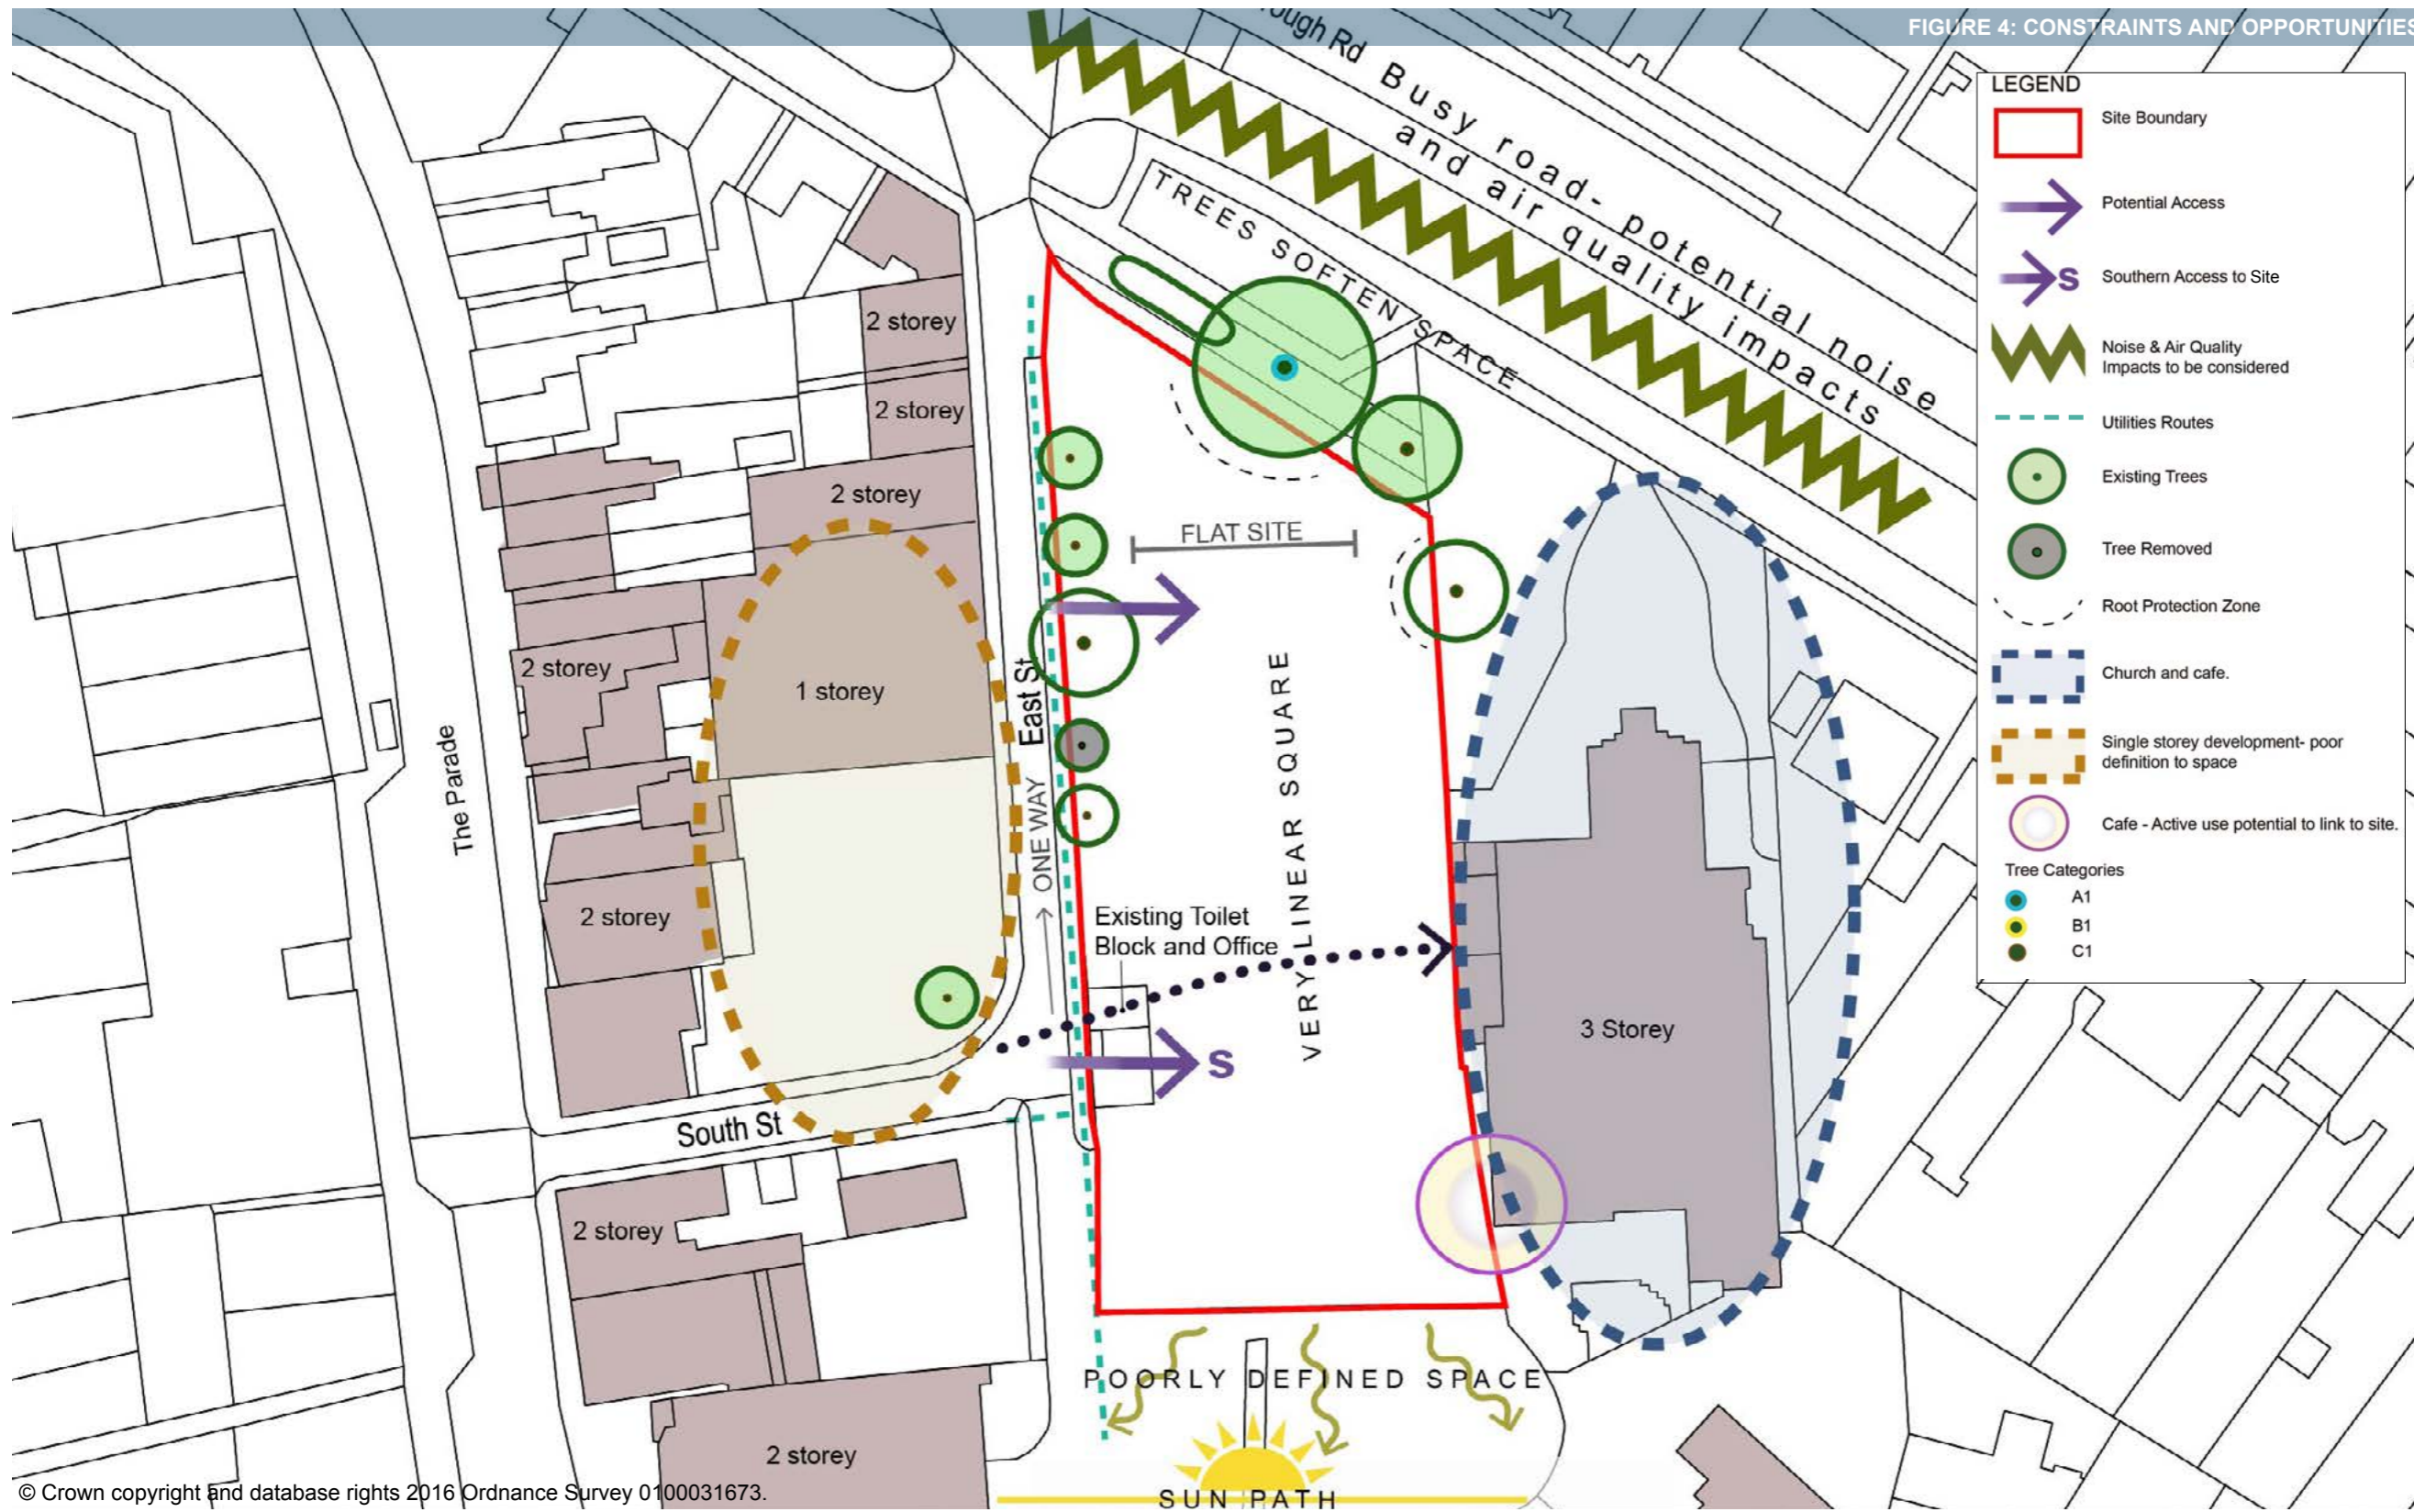 FIGURE 4: CONSTRAINTS AND OPPORTUNITIES
Rd
Busy road- potential noise
and air quality impacts
TREES SOFTEN SPACE
LEGEND
Site Boundary
Potential Access
S
Southern Access to Site
Noise & Air Quality
Impacts to be considered
Utilities Routes
Existing Trees
Tree Removed
Root Protection Zone
Church and cafe.
Single storey development- poor
definition to space
Cafe - Active use potential to link to site.
Tree Categories
A1
B1
C1
2 storey
2 storey
2 storey
FLAT SITE
2 storey
1 storey
East St
The Parade
ONE WAY
VERY LINEAR SQUARE
2 storey
Existing Toilet
Block and Office
3 Storey
S
South St
2 storey
POORLY DEFINED SPACE
2 storey
SUN PATH
© Crown copyright and database rights 2016 Ordnance Survey 0100031673.